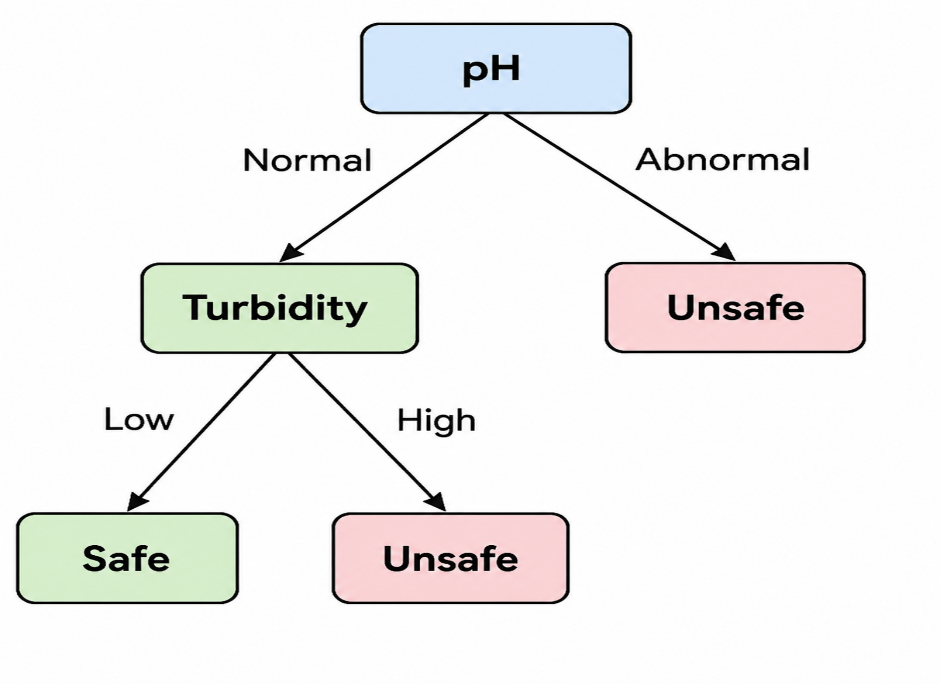 pH
Normal
Abnormal
Turbidity
Unsafe
Low
High
Safe
Unsafe